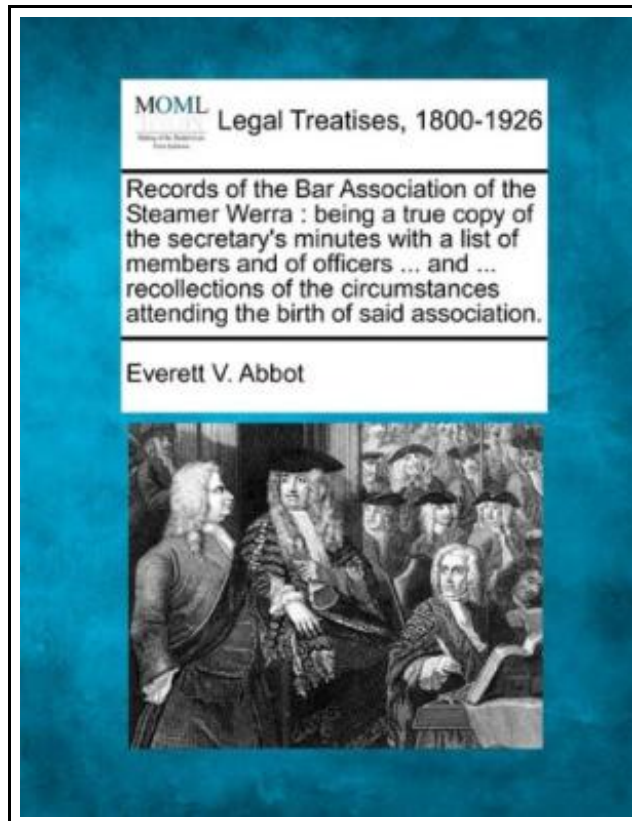 MOML
Legal Treatises, 1800-1926
Records of the Bar Association of the
Steamer Werra : being a true copy of
the secretary's minutes with a list of
members and of officers ... and ...
recollections of the circumstances
attending the birth of said association.
Everett V. Abbot